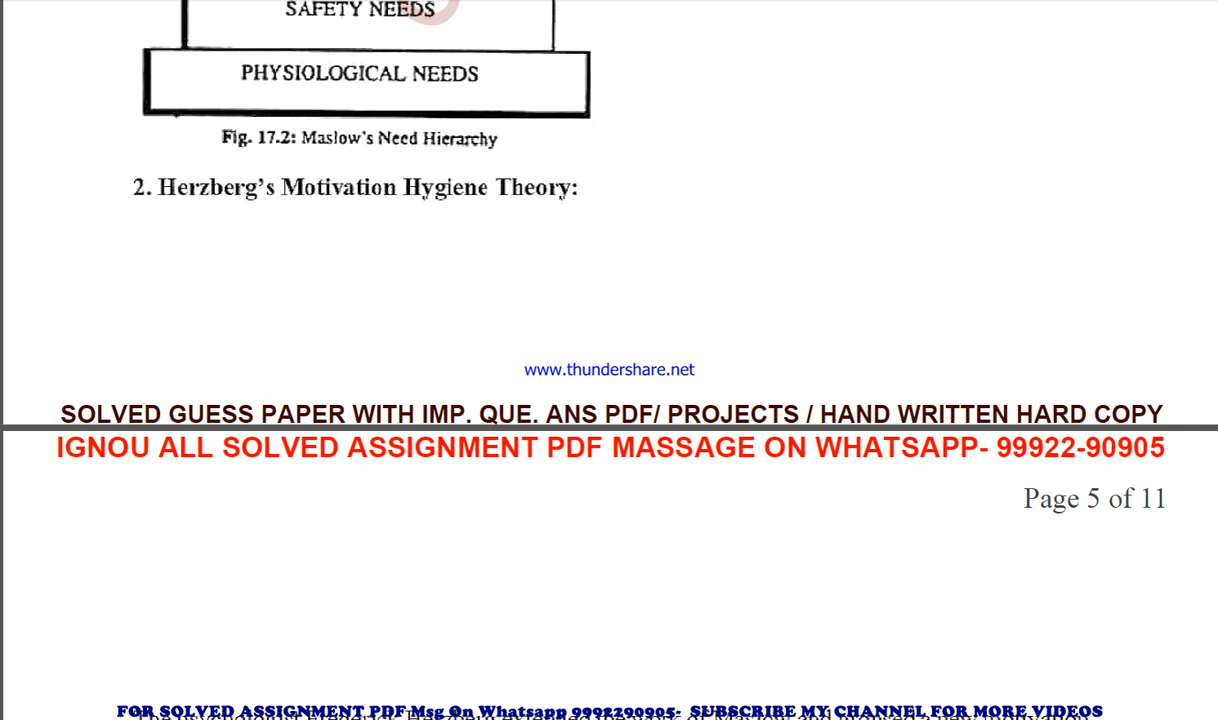 SAFETY NEEDS
PHYSIOLOGICAL NEEDS
Fig. 17.2: Maslow's Need Hierarchy
2. Herzberg's Motivation Hygiene Theory:
www.thundershare.net
SOLVED GUESS PAPER WITH IMP. QUE. ANS PDF/ PROJECTS / HAND WRITTEN HARD COPY
IGNOU ALL SOLVED ASSIGNMENT PDF MASSAGE ON WHATSAPP- 99922-90905
Page 5 of 11
FOR SOLVED ASSIGNMENT PDF Msg On Whatsapp 9992290905- SUBSCRIBE MY CHANNEL FOR MORE VIDEOS